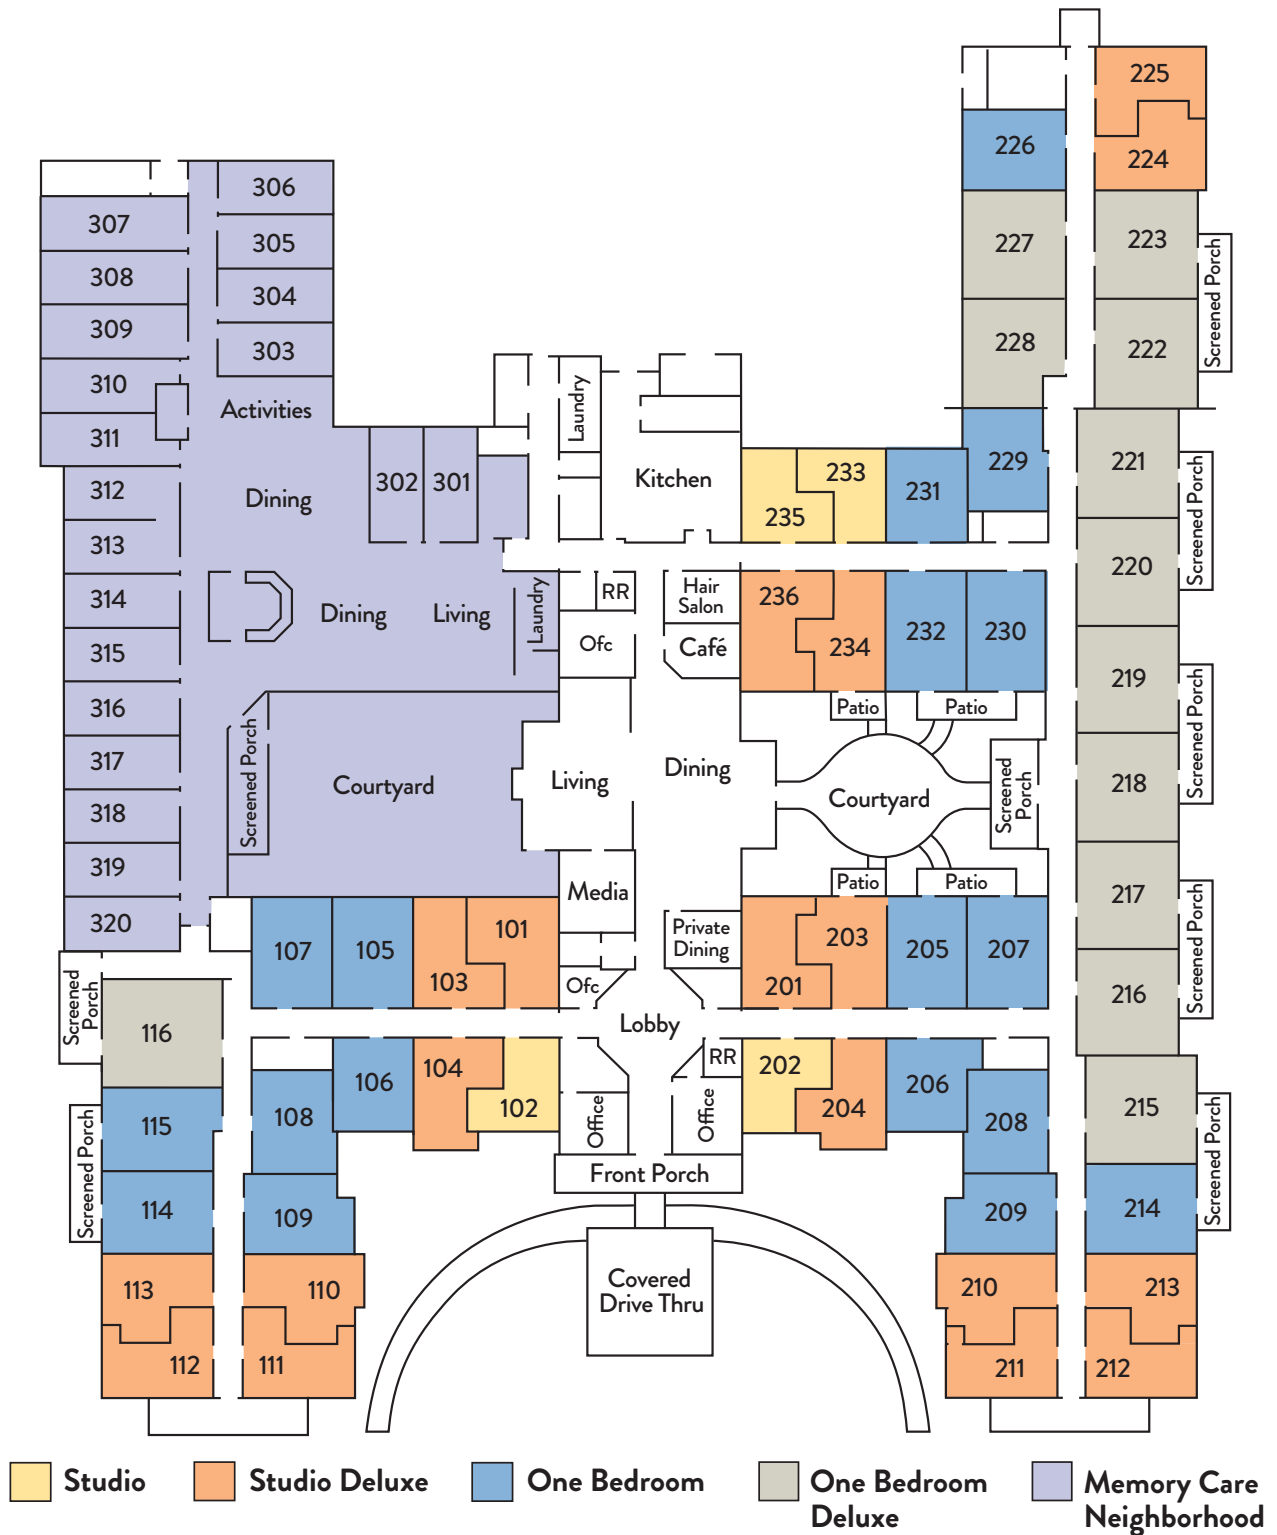 225
226
224
306
307
305
227
223
Screened Porch
308
304
309
303
228
222
310
Activities
Laundry
311
302
301
Kitchen
233
231
229
221
Screened Porch
312
Dining
235
313
220
314
Dining
Living
Laundry
RR
Hair
Salon
236
Ofc
Café
234
232
230
315
219
Screened Porch
316
Patio
Patio
317
Screened Porch
Courtyard
Living
Dining
Courtyard
Screened
Porch
218
318
319
Media
Patio
Patio
217
Screened Porch
320
107
105
101
103
Private
Dining
203
201
205
207
216
Screened
Porch
Ofc
116
Lobby
106
104
102
RR
202
204
206
215
Screened Porch
115
108
Office
Office
208
Screened Porch
Front Porch
114
109
209
214
113
110
Covered
Drive Thru
210
213
112
111
211
212
Studio
Studio Deluxe
One Bedroom
One Bedroom
Deluxe
Memory Care
Neighborhood